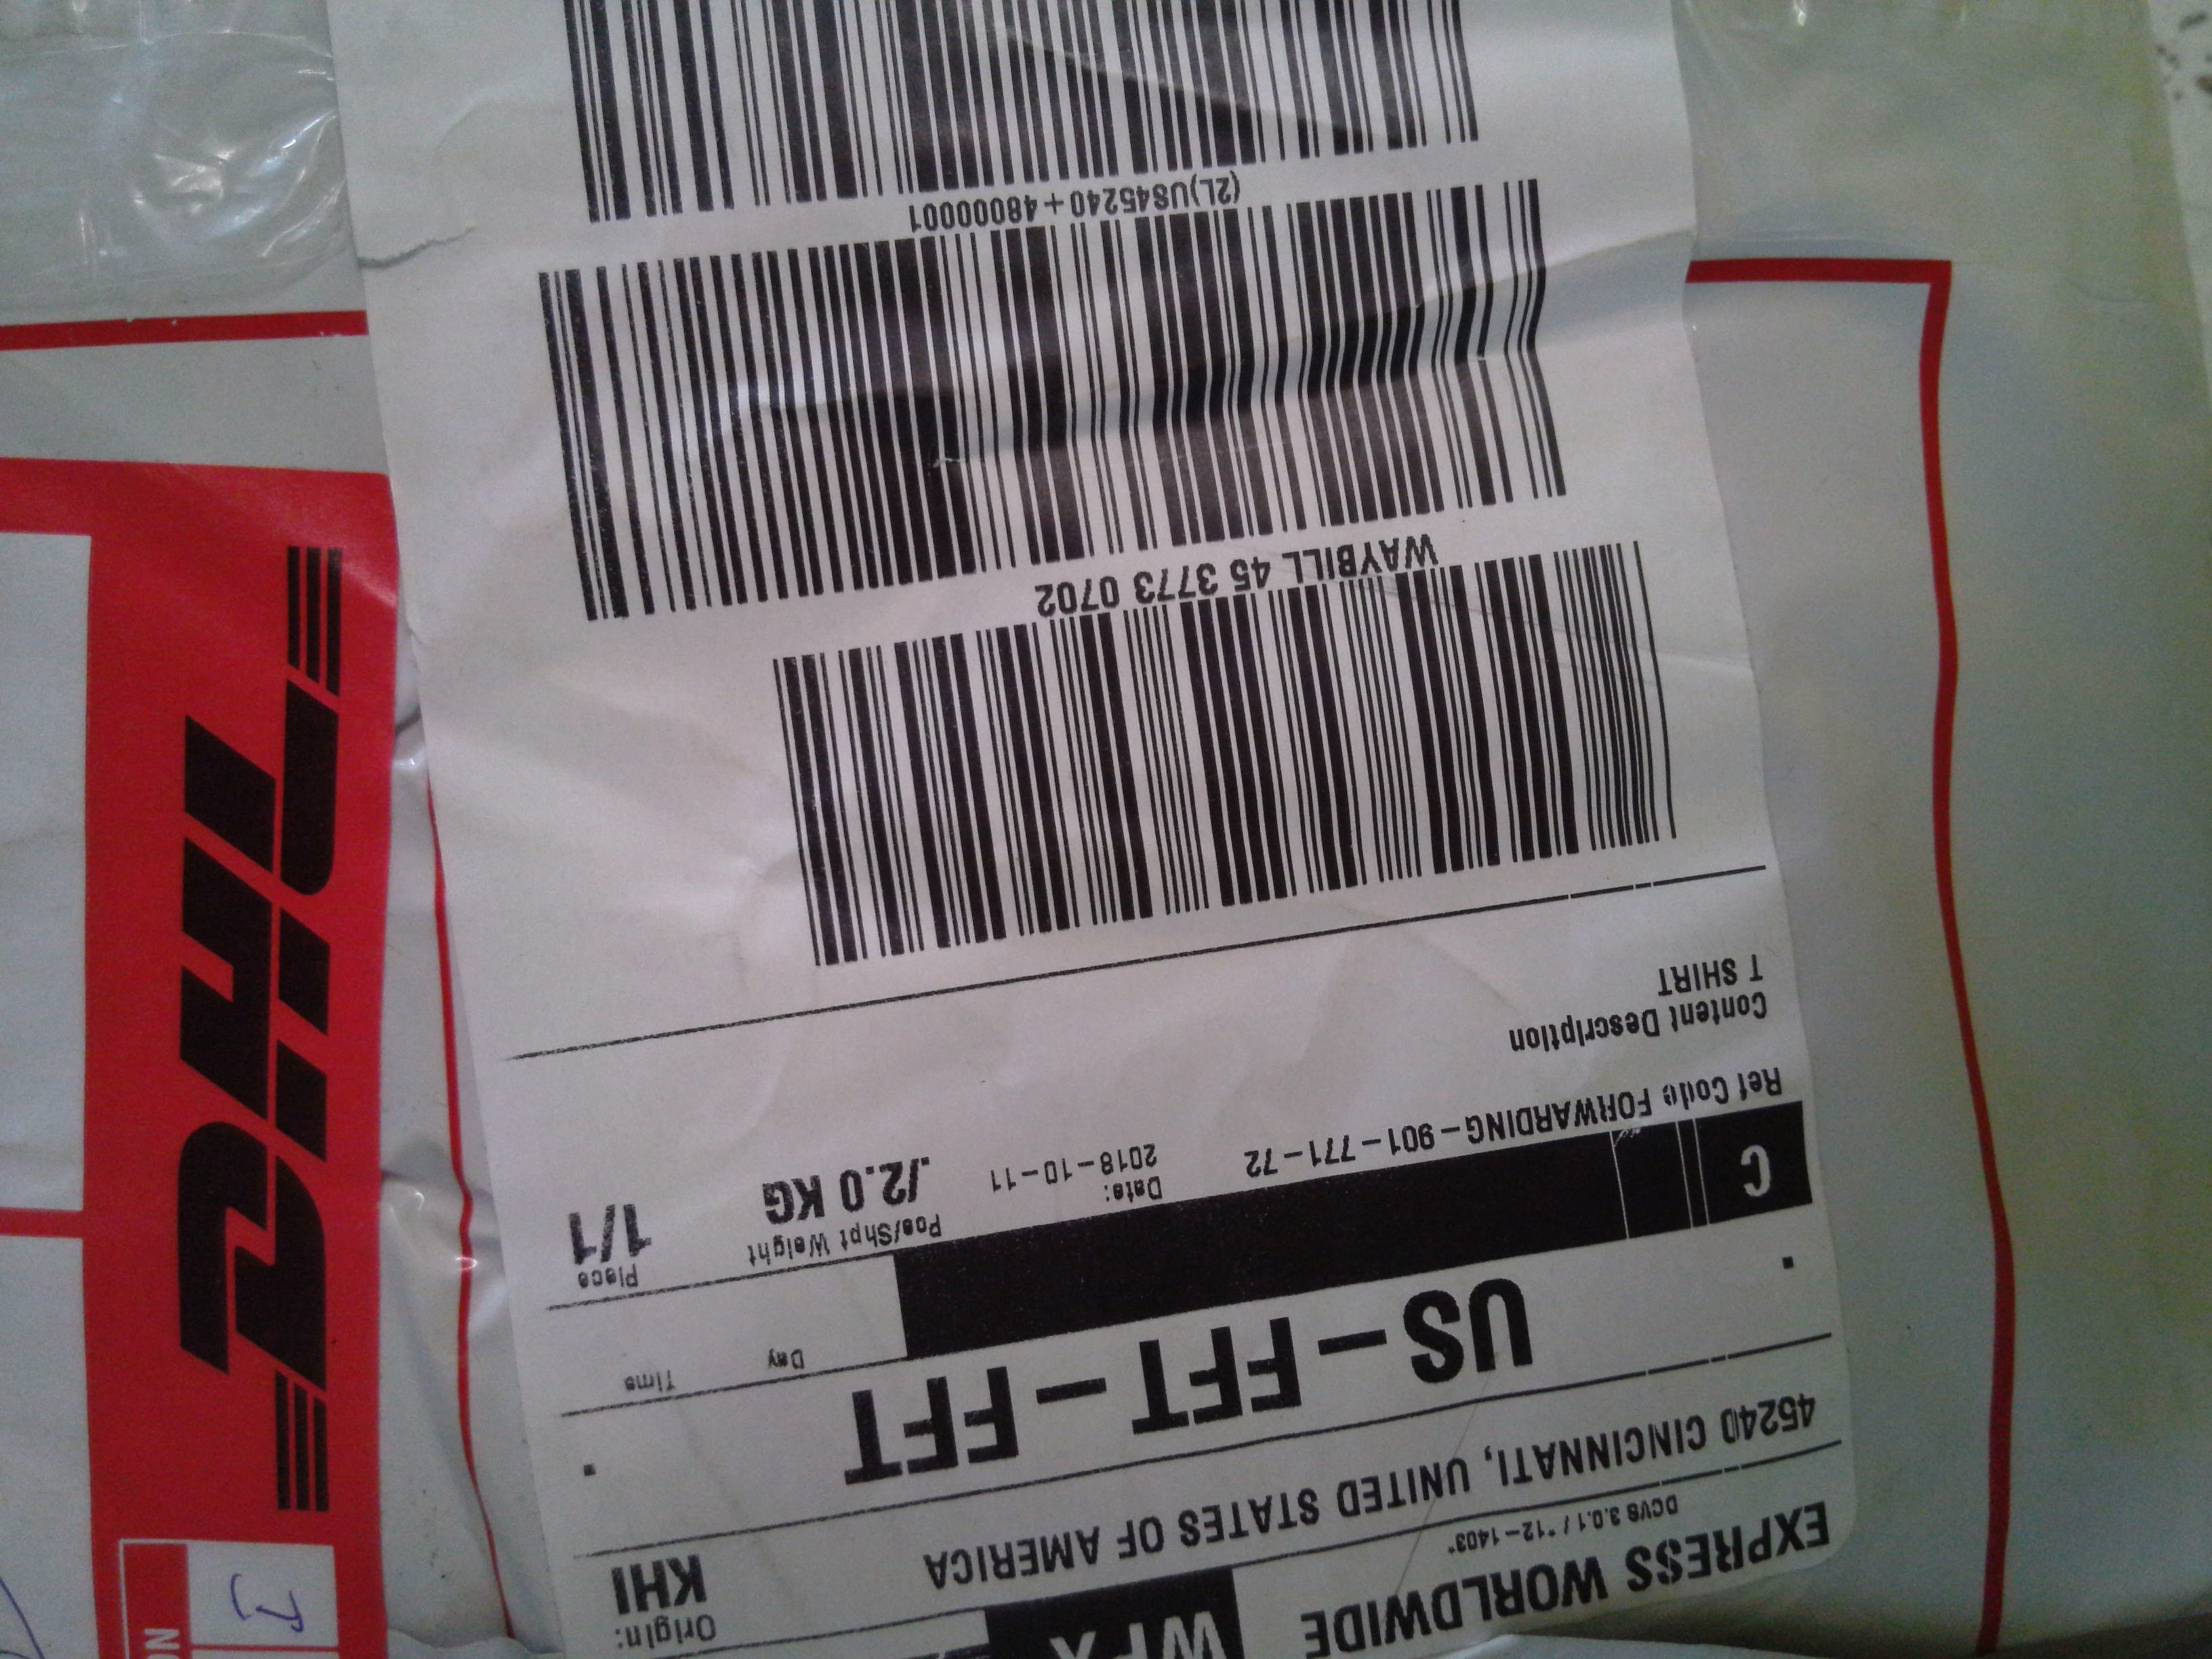 EXPRESS WORLDWIDE
WPX
DCVS 3.0.1 / "12-1403"
Origin:
KHI
45240 CINCINNATI, UNITED STATES OF AMERICA
US-FFT-FFT
Day
Time
C
Ref Code FORWARDING-901-771-72
Date:
2018-10-11
Pce/Shpt Weight
/2.0 KG
Piece
1/1
Content Description
T SHIRT
WAYBILL 45 3773 0702
(2L)US45240+48000001
DHL